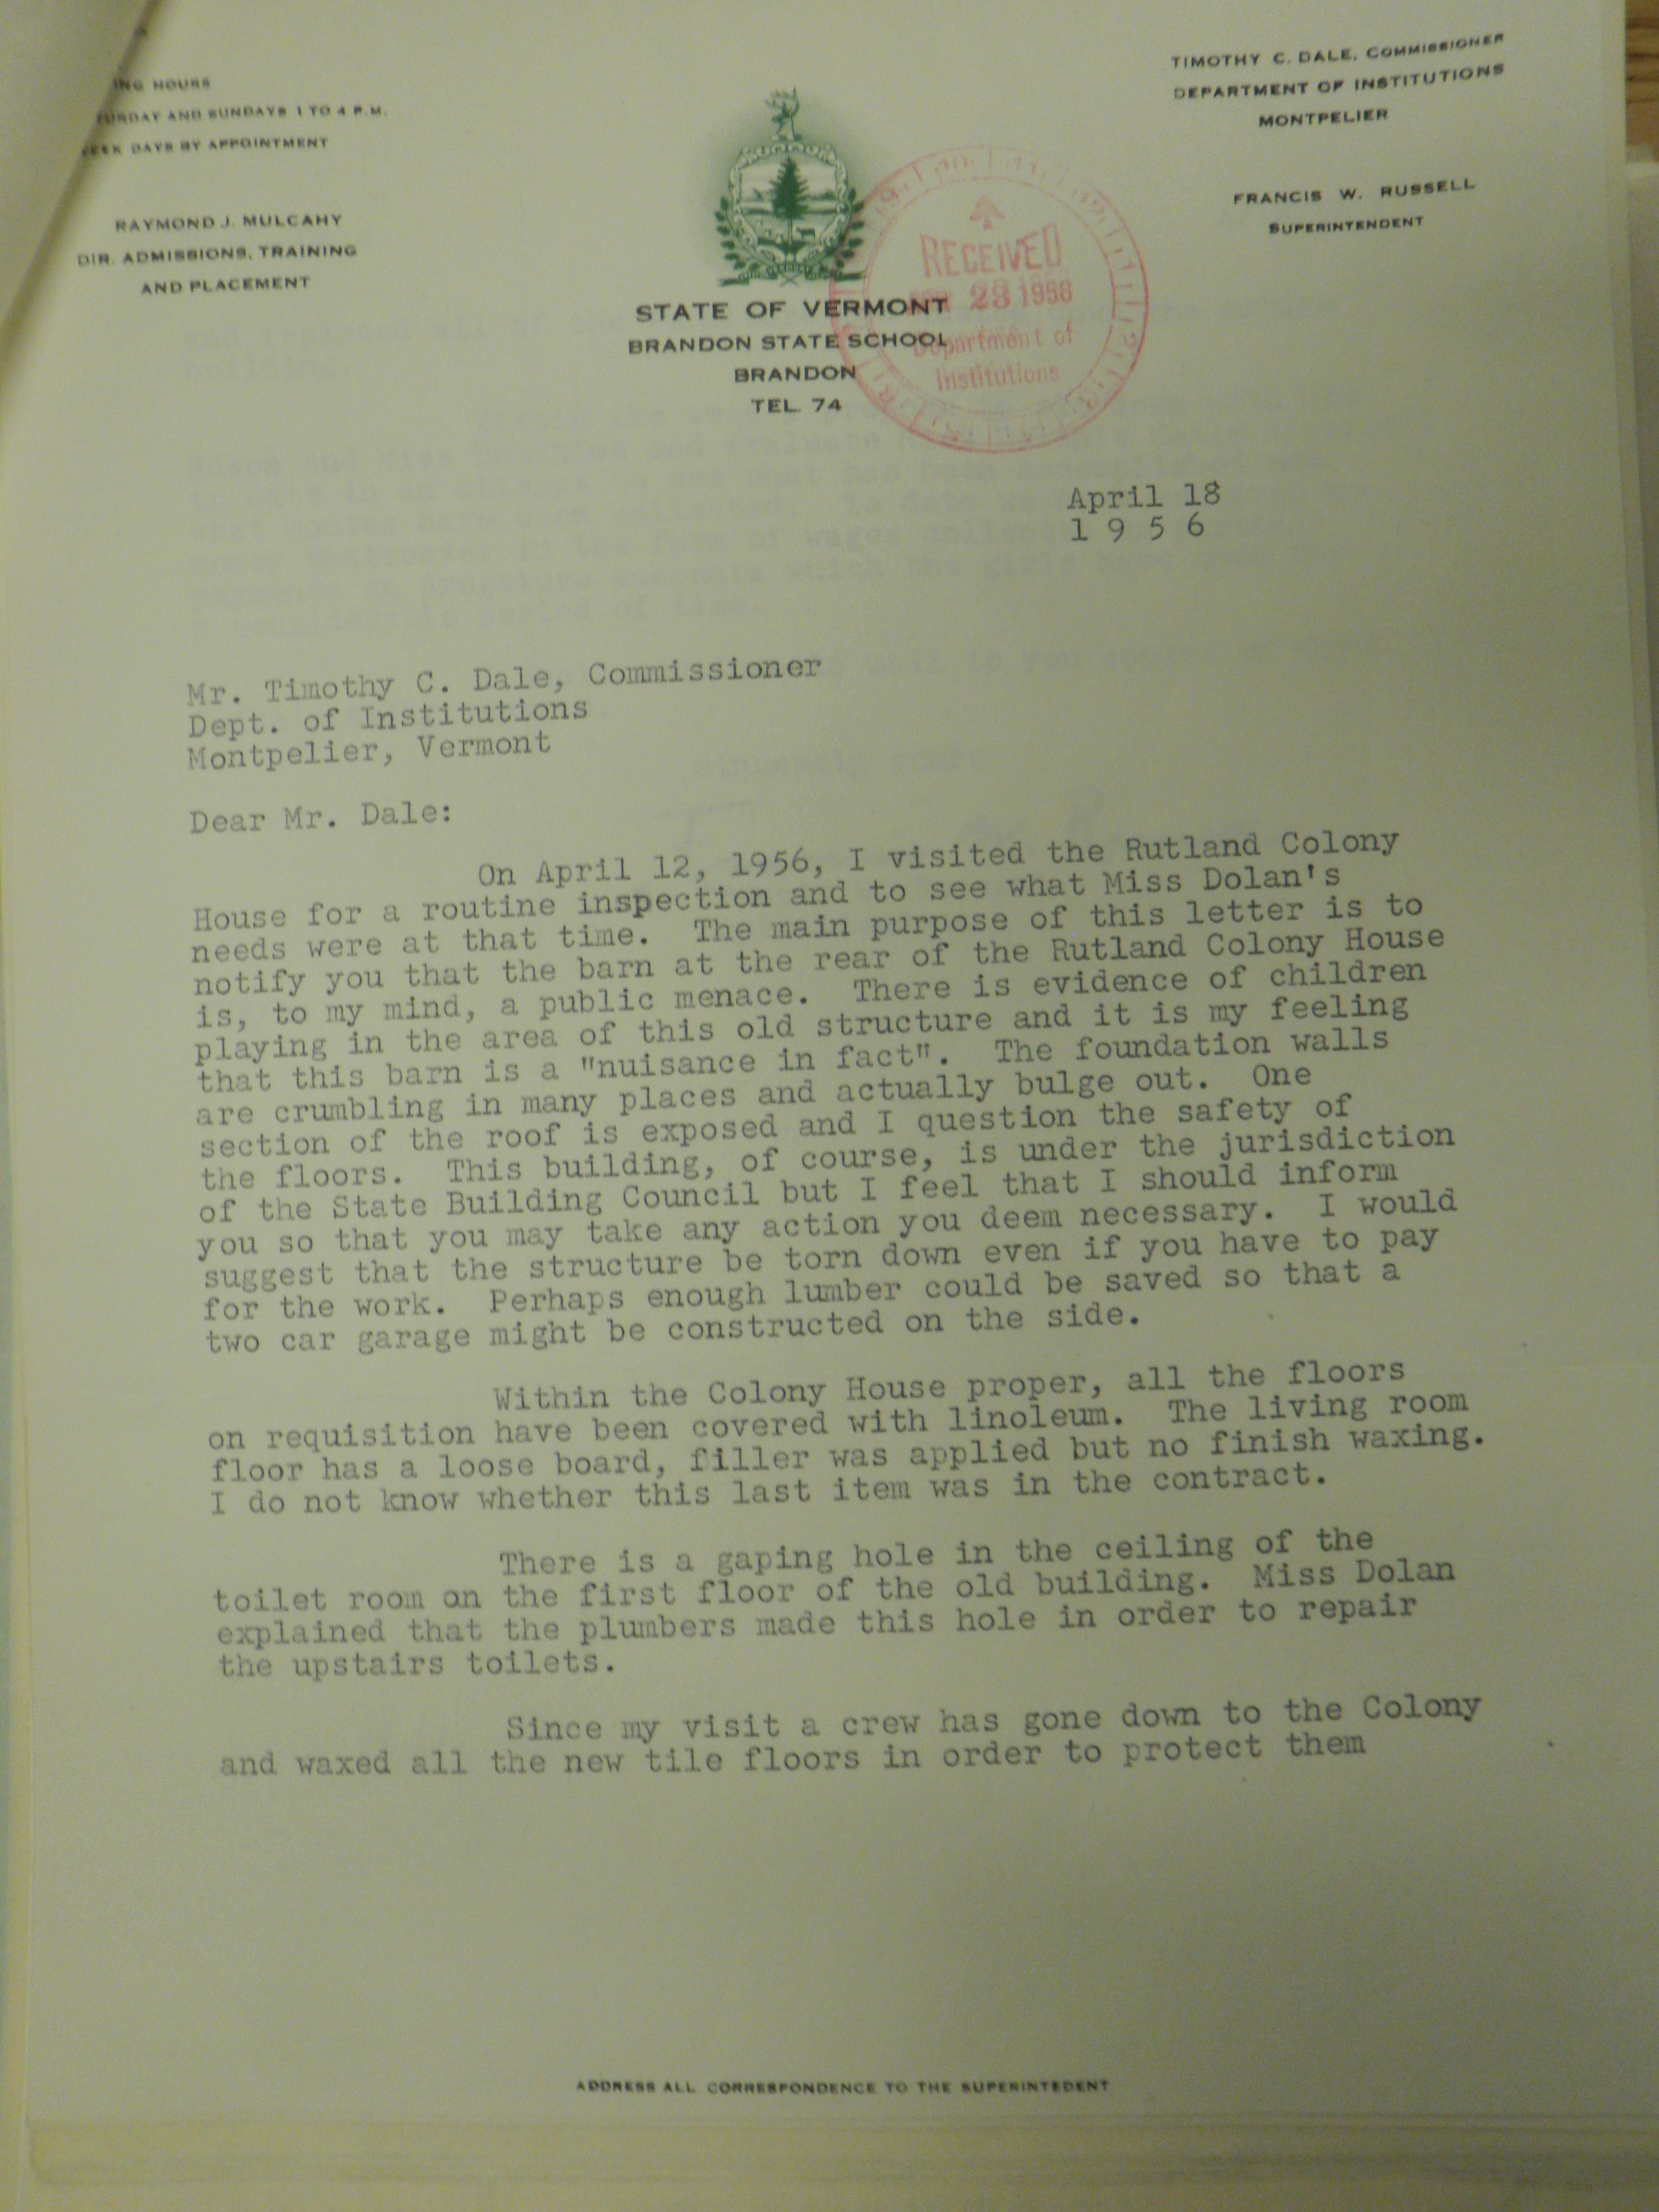 ING HOURS
URDAY AND SUNDAYS 1 TO 4 P.M.
WEEK DAYS BY APPOINTMENT
RAYMOND J. MULCAHY
DIR. ADMISSIONS, TRAINING
AND PLACEMENT
TIMOTHY C. DALE, COMMISSIONER
DEPARTMENT OF INSTITUTIONS
MONTPELIER
FRANCIS W. RUSSELL
SUPERINTENDENT
STATE OF VERMONT
BRANDON STATE SCHOOL
BRANDON
TEL. 74
RECEIVED
23 1956
Department of
Institutions
April 18
1 9 5 6
Mr. Timothy C. Dale, Commissioner
Dept. of Institutions
Montpelier, Vermont
Dear Mr. Dale:
On April 12, 1956, I visited the Rutland Colony
House for a routine inspection and to see what Miss Dolan's
needs were at that time. The main purpose of this letter is to
notify you that the barn at the rear of the Rutland Colony House
is, to my mind, a public menace. There is evidence of children
playing in the area of this old structure and it is my feeling
that this barn is a "nuisance in fact". The foundation walls
are crumbling in many places and actually bulge out. One
section of the roof is exposed and I question the safety of
the floors. This building, of course, is under the jurisdiction
of the State Building Council but I feel that I should inform
you so that you may take any action you deem necessary. I would
suggest that the structure be torn down even if you have to pay
for the work. Perhaps enough lumber could be saved so that a
two car garage might be constructed on the side.
Within the Colony House proper, all the floors
on requisition have been covered with linoleum. The living room
floor has a loose board, filler was applied but no finish waxing.
I do not know whether this last item was in the contract.
There is a gaping hole in the ceiling of the
toilet room on the first floor of the old building. Miss Dolan
explained that the plumbers made this hole in order to repair
the upstairs toilets.
Since my visit a crew has gone down to the Colony
and waxed all the new tile floors in order to protect them
ADDRESS ALL CORRESPONDENCE TO THE SUPERINTEDENT